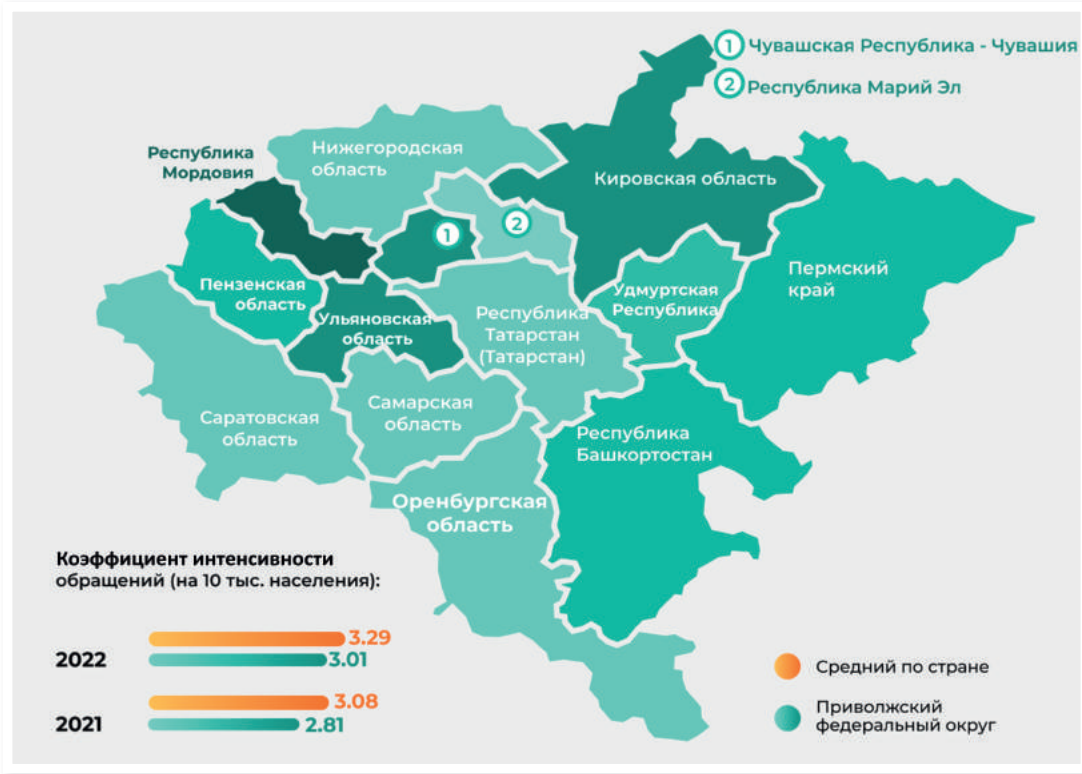 1 Чувашская Республика - Чувашия
2 Республика Марий Эл
Республика
Мордовия
Нижегородская
область
Кировская область
1
2
Пермский
край
Пензенская
область
Удмуртская
Республика
Ульяновская
область
Республика
Татарстан
(Татарстан)
Саратовская
область
Самарская
область
Республика
Башкортостан
Оренбургская
область
Коэффициент интенсивности
обращений (на 10 тыс. населения):
2022
3.29
3.01
2021
3.08
2.81
Средний по стране
Приволжский
федеральный округ